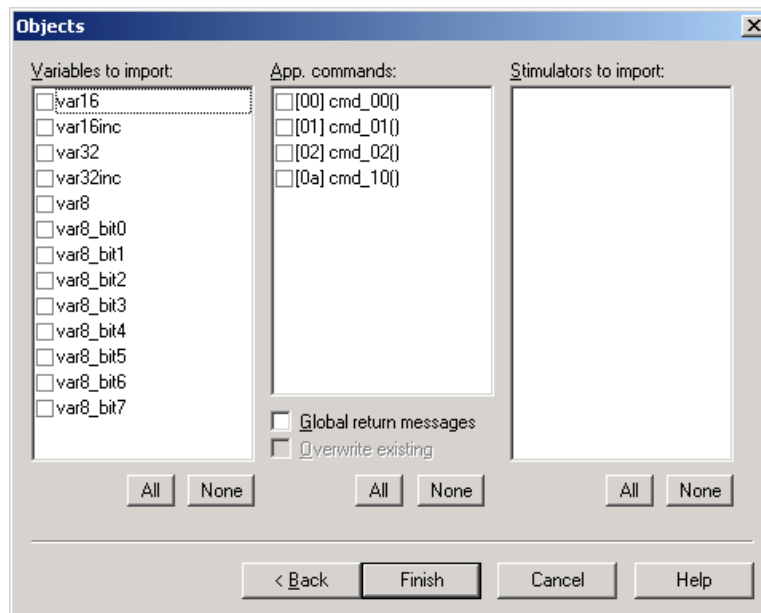 Objects
Variables to import:
var16
var16inc
var32
var32inc
var8
var8_bit0
var8_bit1
var8_bit2
var8_bit3
var8_bit4
var8_bit5
var8_bit6
var8_bit7
All None
App. commands:
[00] cmd_00()
[01] cmd_01()
[02] cmd_02()
[0a] cmd_10()
Global return messages
Overwrite existing
All None
Stimulators to import:
All None
< Back Finish Cancel Help